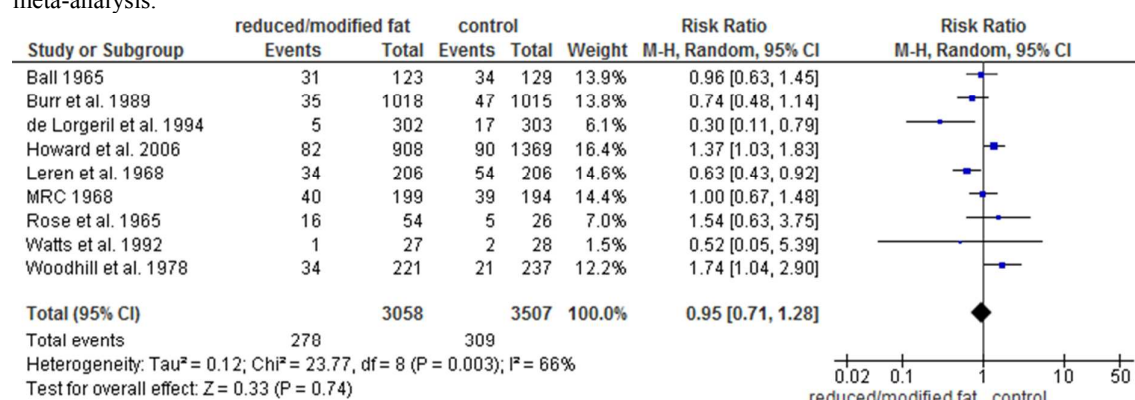 meta-analysis.
reduced/modified fat control Risk Ratio Risk Ratio
Study or Subgroup Events Total Events Total Weight M-H, Random, 95% CI M-H, Random, 95% CI
Ball 1965 31 123 34 129 13.9% 0.96 [0.63, 1.45]
Burr et al. 1989 35 1018 47 1015 13.8% 0.74 [0.48, 1.14]
de Lorgeril et al. 1994 5 302 17 303 6.1% 0.30 [0.11, 0.79]
Howard et al. 2006 82 908 90 1369 16.4% 1.37 [1.03, 1.83]
Leren et al. 1968 34 206 54 206 14.6% 0.63 [0.43, 0.92]
MRC 1968 40 199 39 194 14.4% 1.00 [0.67, 1.48]
Rose et al. 1965 16 54 5 26 7.0% 1.54 [0.63, 3.75]
Watts et al. 1992 1 27 2 28 1.5% 0.52 [0.05, 5.39]
Woodhill et al. 1978 34 221 21 237 12.2% 1.74 [1.04, 2.90]
Total (95% CI) 3058 3507 100.0% 0.95 [0.71, 1.28]
Total events 278 309
Heterogeneity: Tau² = 0.12; Chi² = 23.77, df = 8 (P = 0.003); I² = 66%
Test for overall effect: Z = 0.33 (P = 0.74)
0.02 0.1 1 10 50
reduced/modified fat control